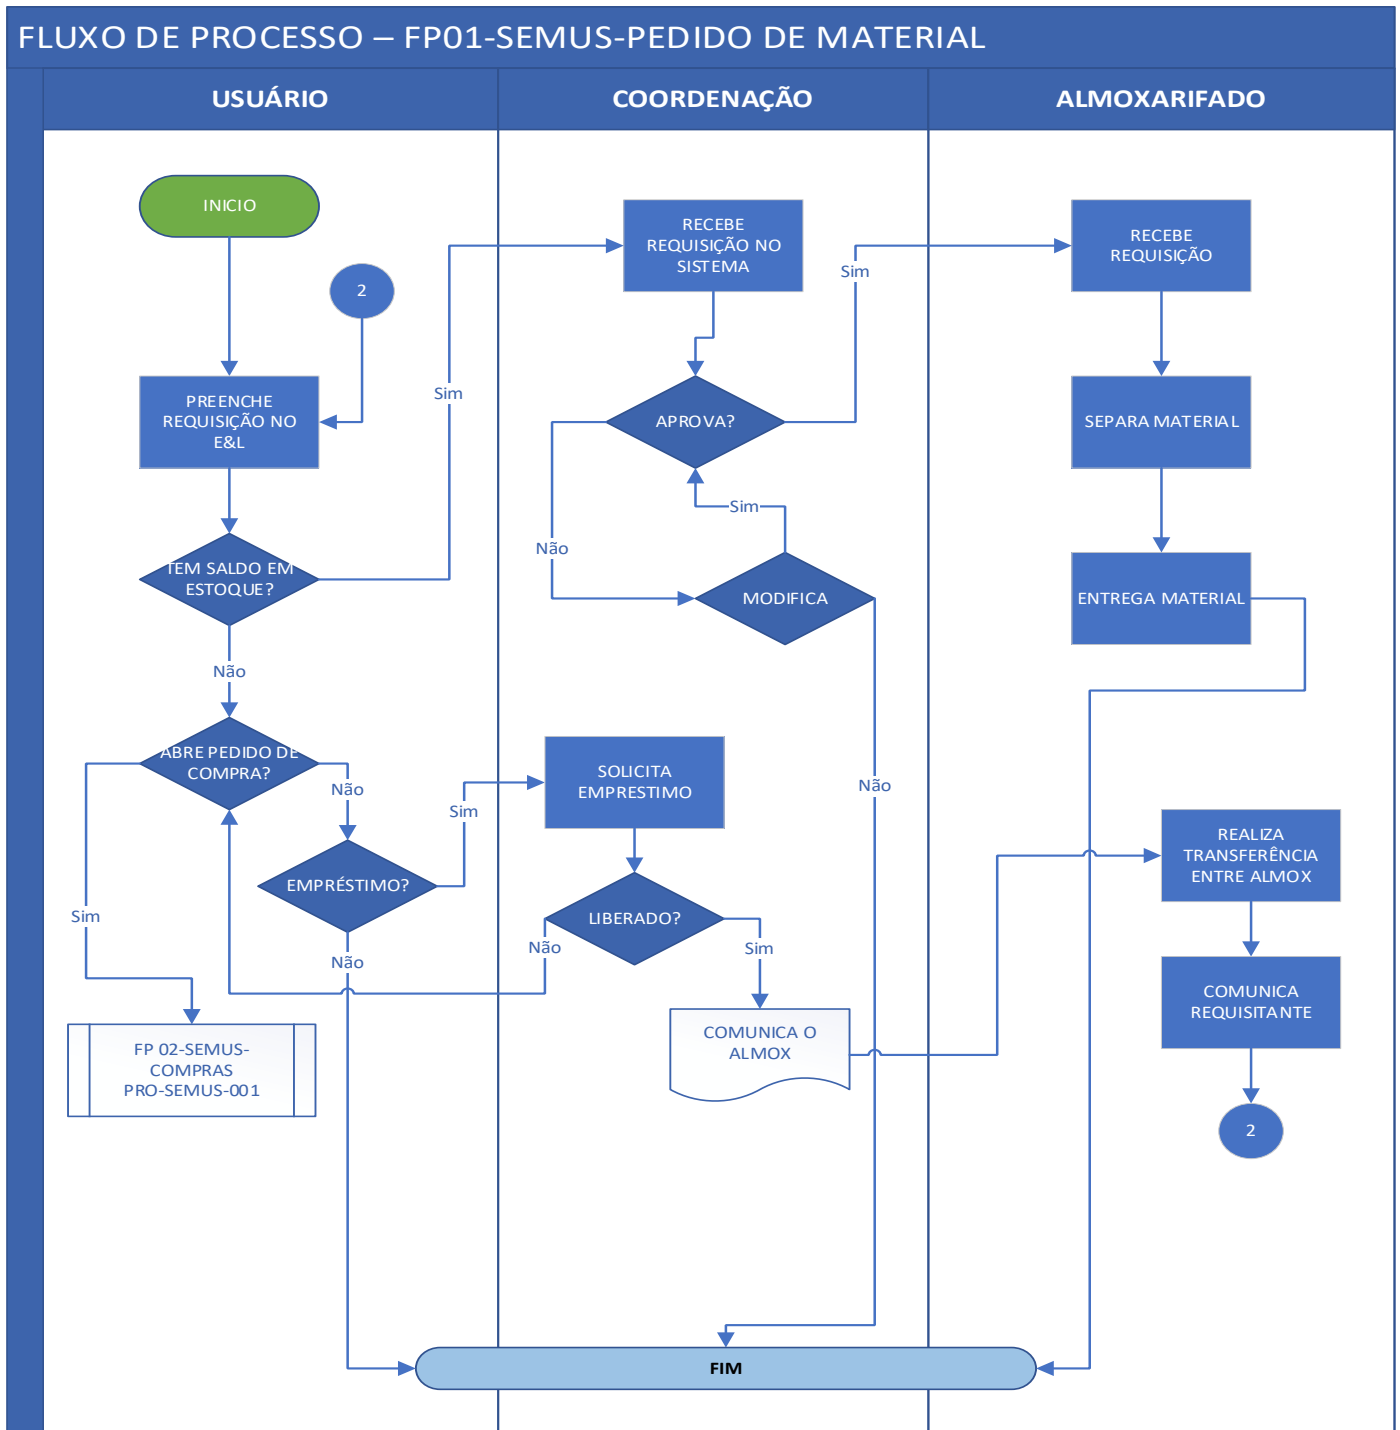 FLUXO DE PROCESSO – FP01-SEMUS-PEDIDO DE MATERIAL
USUÁRIO
COORDENAÇÃO
ALMOXARIFADO
INICIO
2
PREENCHE
REQUISIÇÃO NO
E&L
Sim
TEM SALDO EM
ESTOQUE?
Não
ABRE PEDIDO DE
COMPRA?
Não
Sim
EMPRÉSTIMO?
Sim
Não
FP 02-SEMUS-
COMPRAS
PRO-SEMUS-001
RECEBE
REQUISIÇÃO NO
SISTEMA
APROVA?
Sim
Sim
Não
MODIFICA
Não
SOLICITA
EMPRESTIMO
LIBERADO?
Não
Sim
COMUNICA O
ALMOX
RECEBE
REQUISIÇÃO
SEPARA MATERIAL
ENTREGA MATERIAL
REALIZA
TRANSFERÊNCIA
ENTRE ALMOX
COMUNICA
REQUISITANTE
2
FIM